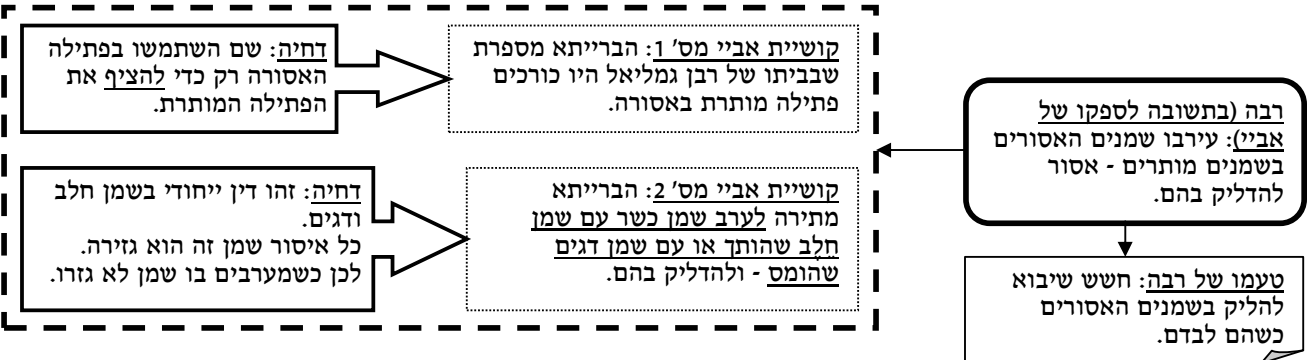 רבה (בתשובה לספקו של
אביי): עירבו שמנים האסורים
בשמנים מותרים - אסור
להדליק בהם.
טעמו של רבה: חשש שיבוא
להליק בשמנים האסורים
כשהם לבדם.
קושיית אביי מס' 1: הברייתא מספרת
שבביתו של רבן גמליאל היו כורכים
פתילה מותרת באסורה.
דחיה: שם השתמשו בפתילה
האסורה רק כדי להציף את
הפתילה המותרת.
קושיית אביי מס' 2: הברייתא
מתירה לערב שמן כשר עם שמן
חֵלֶב שהותך או עם שמן דגים
שהומס - ולהדליק בהם.
דחיה: זהו דין ייחודי בשמן חלב
ודגים.
כל איסור שמן זה הוא גזירה.
לכן כשמערבים בו שמן לא גזרו.